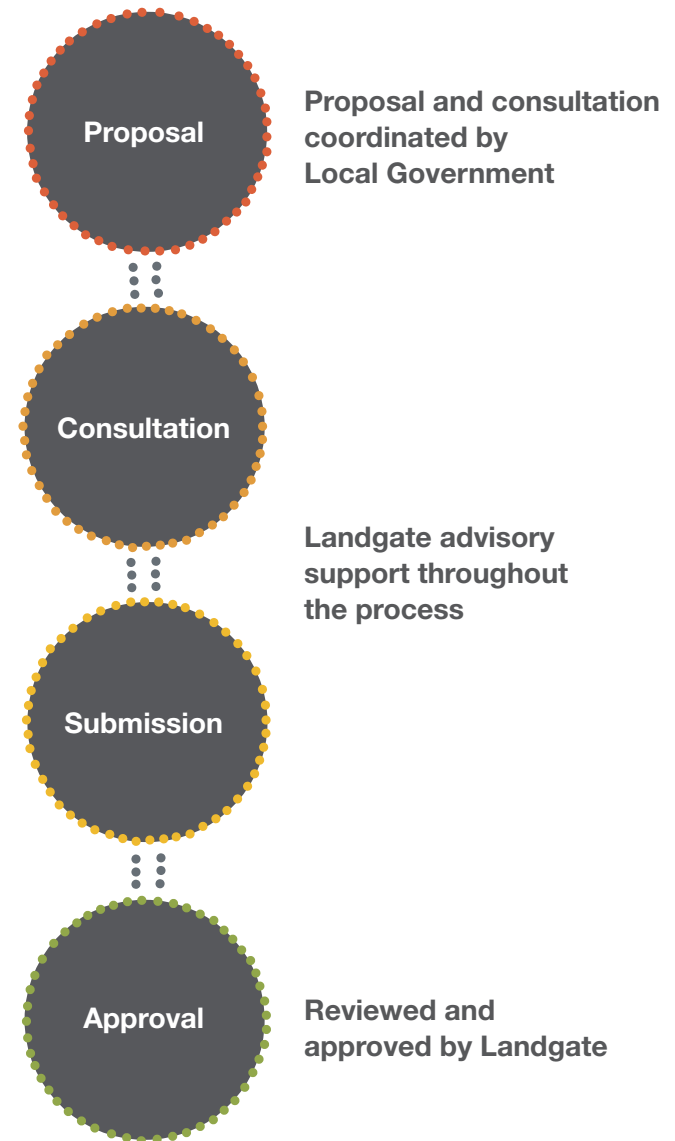 Proposal
Proposal and consultation
coordinated by
Local Government
Consultation
Landgate advisory
support throughout
the process
Submission
Approval
Reviewed and
approved by Landgate